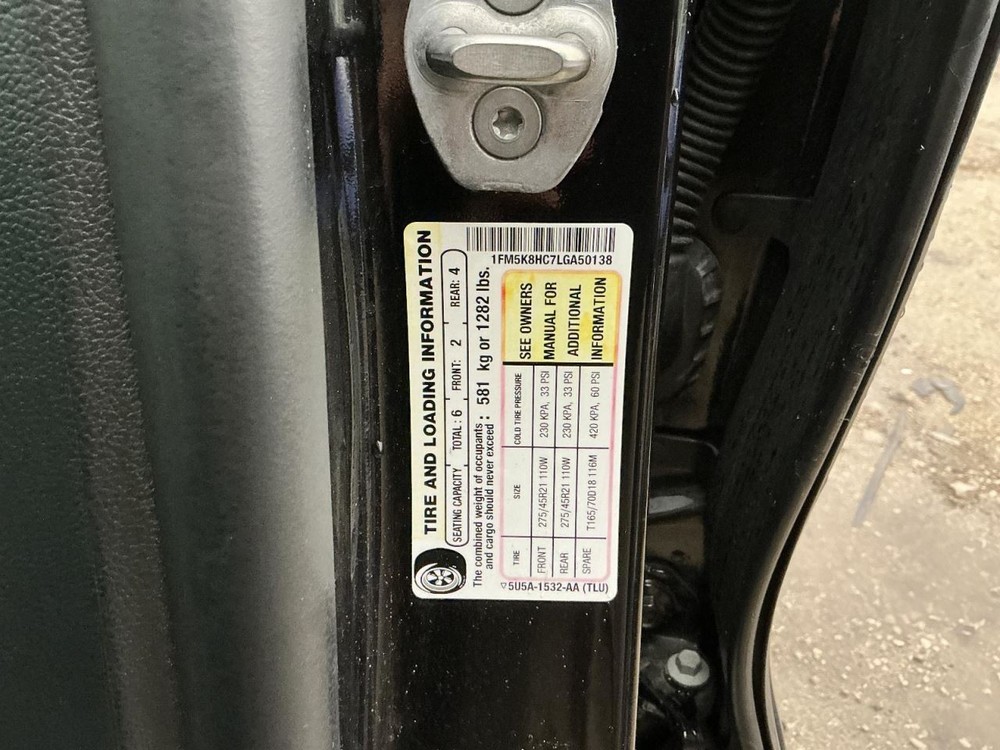 1FM5K8HC7LGA50138
TIRE AND LOADING INFORMATION
SEATING CAPACITY TOTAL: 6 FRONT: 2 REAR: 4
The combined weight of occupants
and cargo should never exceed : 581 kg or 1282 lbs.
TIRE SIZE COLD TIRE PRESSURE
FRONT 275/45R21 110W 230 KPA, 33 PSI
REAR 275/45R21 110W 230 KPA, 33 PSI
SPARE T165/70D18 116M 420 KPA, 60 PSI
SEE OWNERS
MANUAL FOR
ADDITIONAL
INFORMATION
5U5A-1532-AA (TLU)